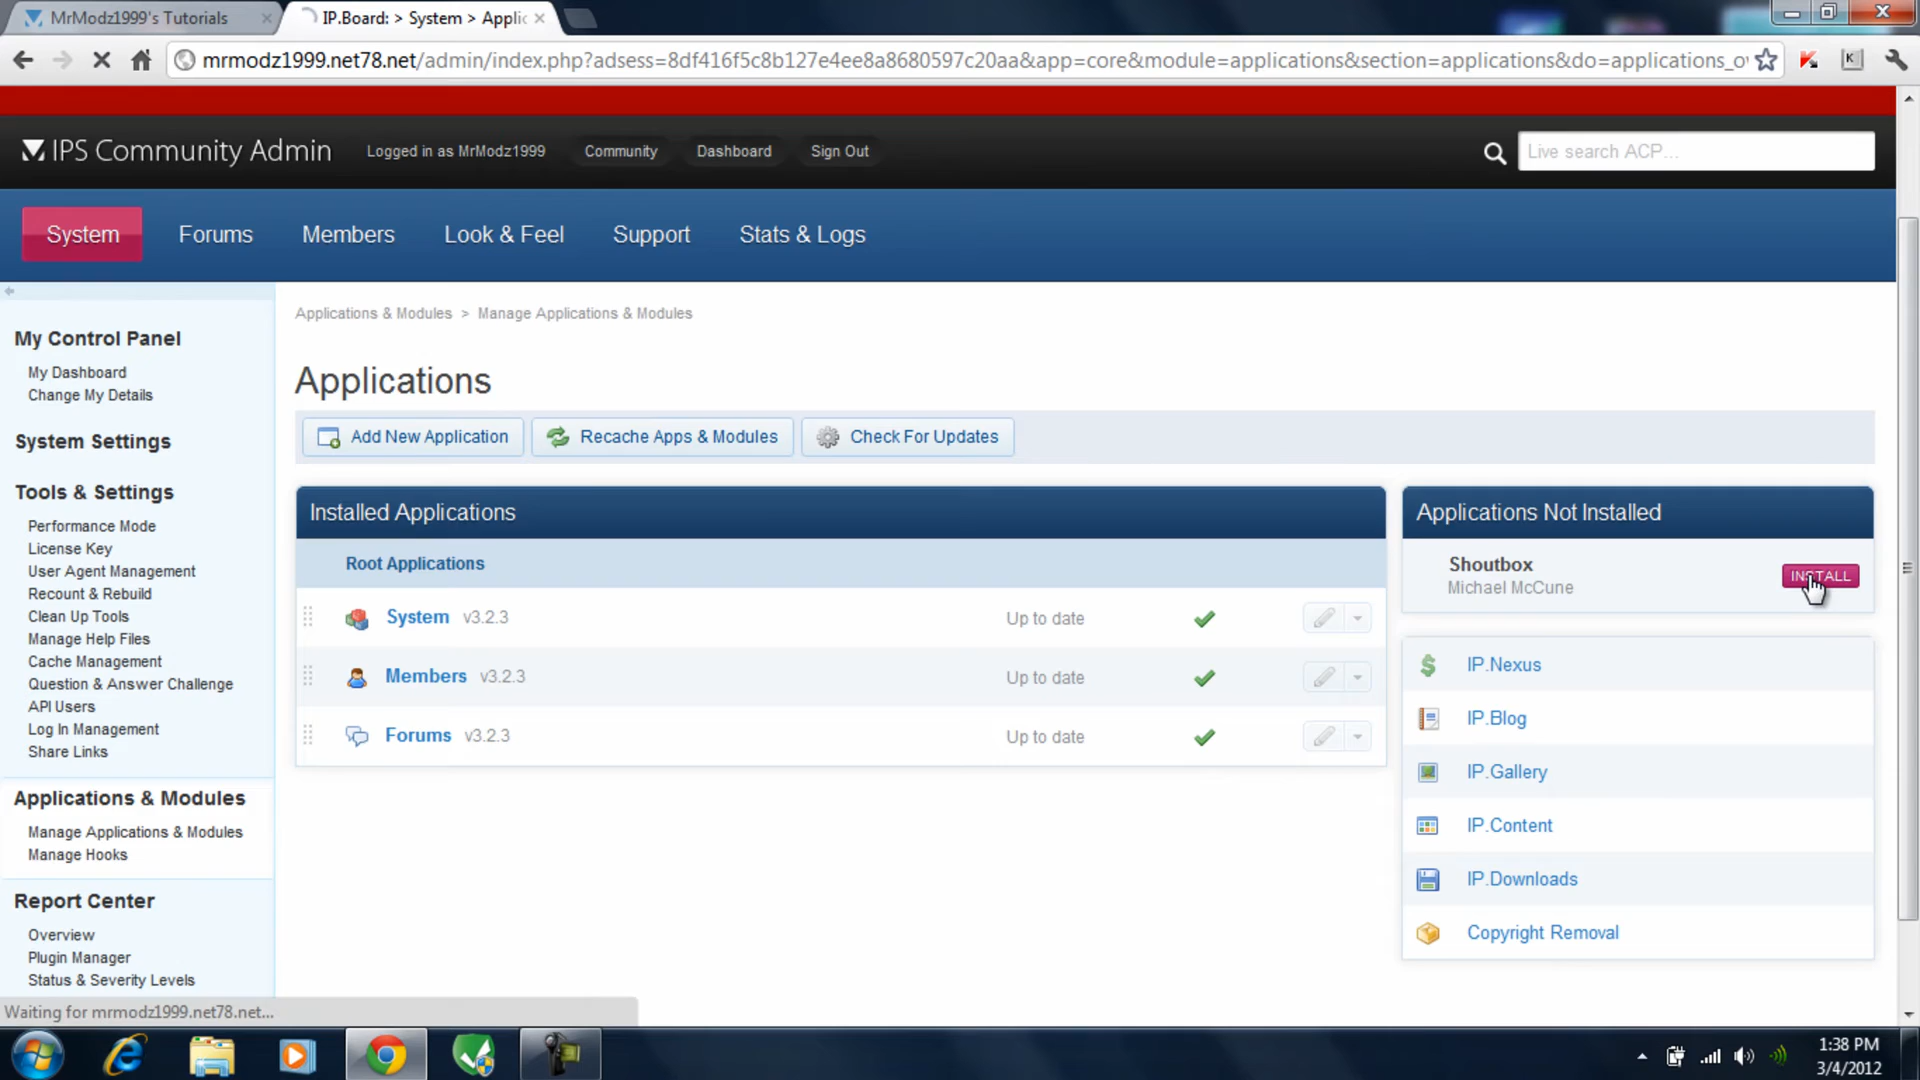 MrModz1999's Tutorials
IP.Board: > System > Applic
mrmodz1999.net78.net/admin/index.php?adsess=8df416f5c8b127e4ee8a8680597c20aa&app=core&module=applications&section=applications&do=applications_o
IPS Community Admin
Logged in as MrModz1999
Community
Dashboard
Sign Out
Live search ACP...
System
Forums
Members
Look & Feel
Support
Stats & Logs
My Control Panel
My Dashboard
Change My Details
System Settings
Tools & Settings
Performance Mode
License Key
User Agent Management
Recount & Rebuild
Clean Up Tools
Manage Help Files
Cache Management
Question & Answer Challenge
API Users
Log In Management
Share Links
Applications & Modules
Manage Applications & Modules
Manage Hooks
Report Center
Overview
Plugin Manager
Status & Severity Levels
Applications & Modules > Manage Applications & Modules
Applications
Add New Application
Recache Apps & Modules
Check For Updates
Installed Applications
Root Applications
System v3.2.3 Up to date
Members v3.2.3 Up to date
Forums v3.2.3 Up to date
Applications Not Installed
Shoutbox
Michael McCune
INSTALL
IP.Nexus
IP.Blog
IP.Gallery
IP.Content
IP.Downloads
Copyright Removal
Waiting for mrmodz1999.net78.net...
1:38 PM
3/4/2012